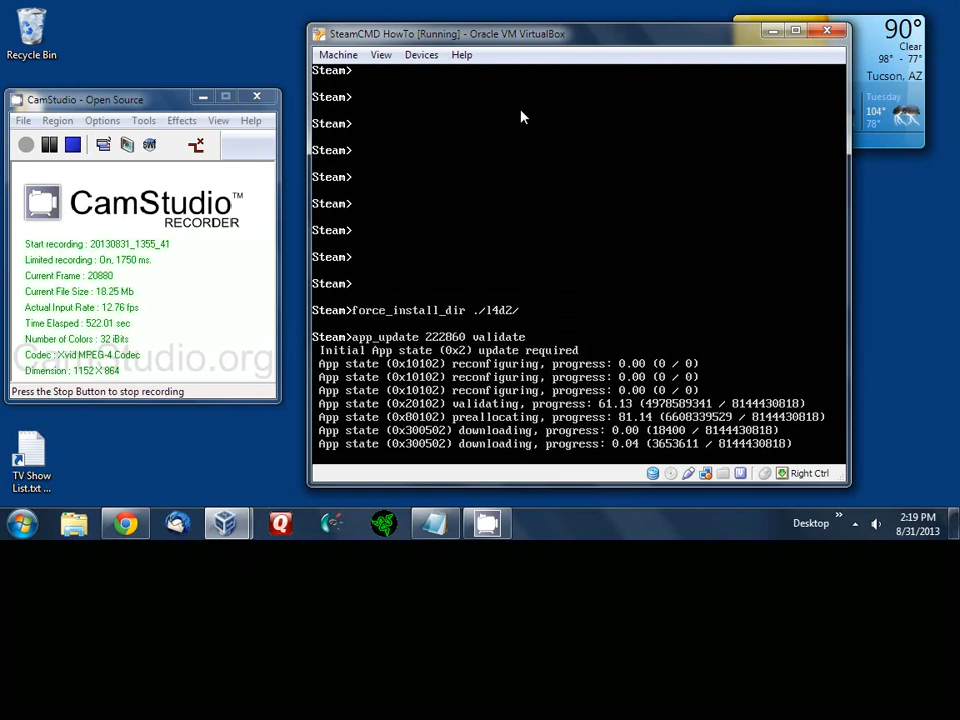 Recycle Bin
CamStudio - Open Source
File Region Options Tools Effects View Help
CamStudio™
RECORDER
Start recording : 20130831_1355_41
Limited recording : On, 1750 ms.
Current Frame : 20880
Current File Size : 18.25 Mb
Actual Input Rate : 12.76 fps
Time Elasped : 522.01 sec
Number of Colors : 32 iBits
Codec : Xvid MPEG-4 Codec
Dimension : 1152 X 864
CamStudio.org
Press the Stop Button to stop recording
TV Show
List.txt ...
SteamCMD HowTo [Running] - Oracle VM VirtualBox
Machine View Devices Help
Steam>
Steam>
Steam>
Steam>
Steam>
Steam>
Steam>
Steam>
Steam>
Steam>force_install_dir ./l4d2/
Steam>app_update 222860 validate
Initial App state (0x2) update required
App state (0x10102) reconfiguring, progress: 0.00 (0 / 0)
App state (0x10102) reconfiguring, progress: 0.00 (0 / 0)
App state (0x10102) reconfiguring, progress: 0.00 (0 / 0)
App state (0x20102) validating, progress: 61.13 (4978589341 / 8144430818)
App state (0x80102) preallocating, progress: 81.14 (6608339529 / 8144430818)
App state (0x300502) downloading, progress: 0.00 (18400 / 8144430818)
App state (0x300502) downloading, progress: 0.04 (3653611 / 8144430818)
Right Ctrl
90°
Clear
98° - 77°
Tucson, AZ
Tuesday
104°
78°
Desktop
2:19 PM
8/31/2013